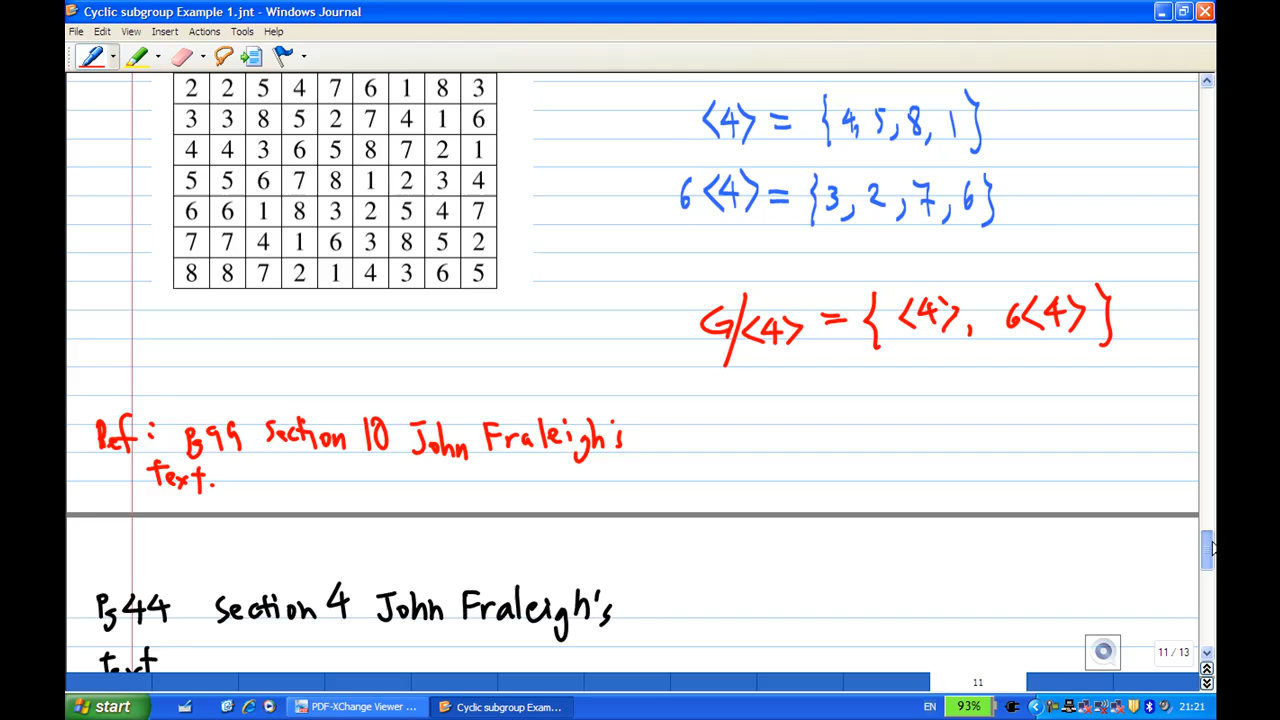 Cyclic subgroup Example 1.jnt - Windows Journal
File Edit View Insert Actions Tools Help
2 2 5 4 7 6 1 8 3
3 3 8 5 2 7 4 1 6
4 4 3 6 5 8 7 2 1
5 5 6 7 8 1 2 3 4
6 6 1 8 3 2 5 4 7
7 7 4 1 6 3 8 5 2
8 8 7 2 1 4 3 6 5
⟨4⟩ = {4, 5, 8, 1}
6⟨4⟩ = {3, 2, 7, 6}
G/⟨4⟩ = {⟨4⟩, 6⟨4⟩}
Ref: Pg 99 Section 10 John Fraleigh's
text.
Pg 44 Section 4 John Fraleigh's
text
11 / 13
11
start
PDF-XChange Viewer ...
Cyclic subgroup Exam...
EN
93%
21:21